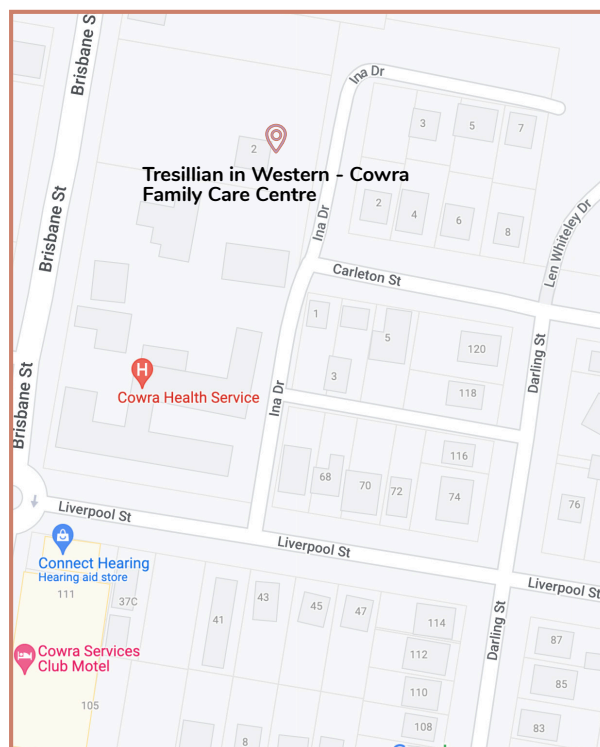 Brisbane St
Ina Dr
3
5
7
2
Tresillian in Western - Cowra
Family Care Centre
2
4
6
8
Ina Dr
Len Whiteley Dr
Brisbane St
Carleton St
1
5
120
3
118
Darling St
Cowra Health Service
Ina Dr
Brisbane St
116
68
70
72
74
76
Liverpool St
Liverpool St
Connect Hearing
Hearing aid store
111
37C
41
43
45
47
Liverpool St
114
Darling St
87
Cowra Services
Club Motel
112
85
110
105
108
83
8